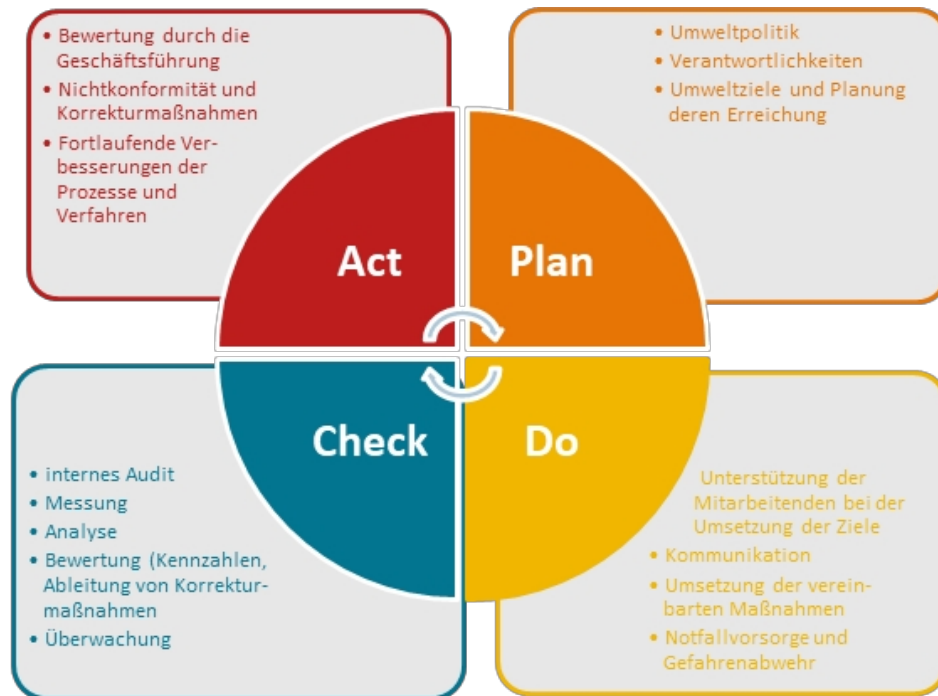 • Bewertung durch die
Geschäftsführung
• Nichtkonformität und
Korrekturmaßnahmen
• Fortlaufende Ver-
besserungen der
Prozesse und
Verfahren
• Umweltpolitik
• Verantwortlichkeiten
• Umweltziele und Planung
deren Erreichung
Act
Plan
Check
Do
• internes Audit
• Messung
• Analyse
• Bewertung (Kennzahlen,
Ableitung von Korrektur-
maßnahmen
• Überwachung
Unterstützung der
Mitarbeitenden bei der
Umsetzung der Ziele
• Kommunikation
• Umsetzung der verein-
barten Maßnahmen
• Notfallvorsorge und
Gefahrenabwehr